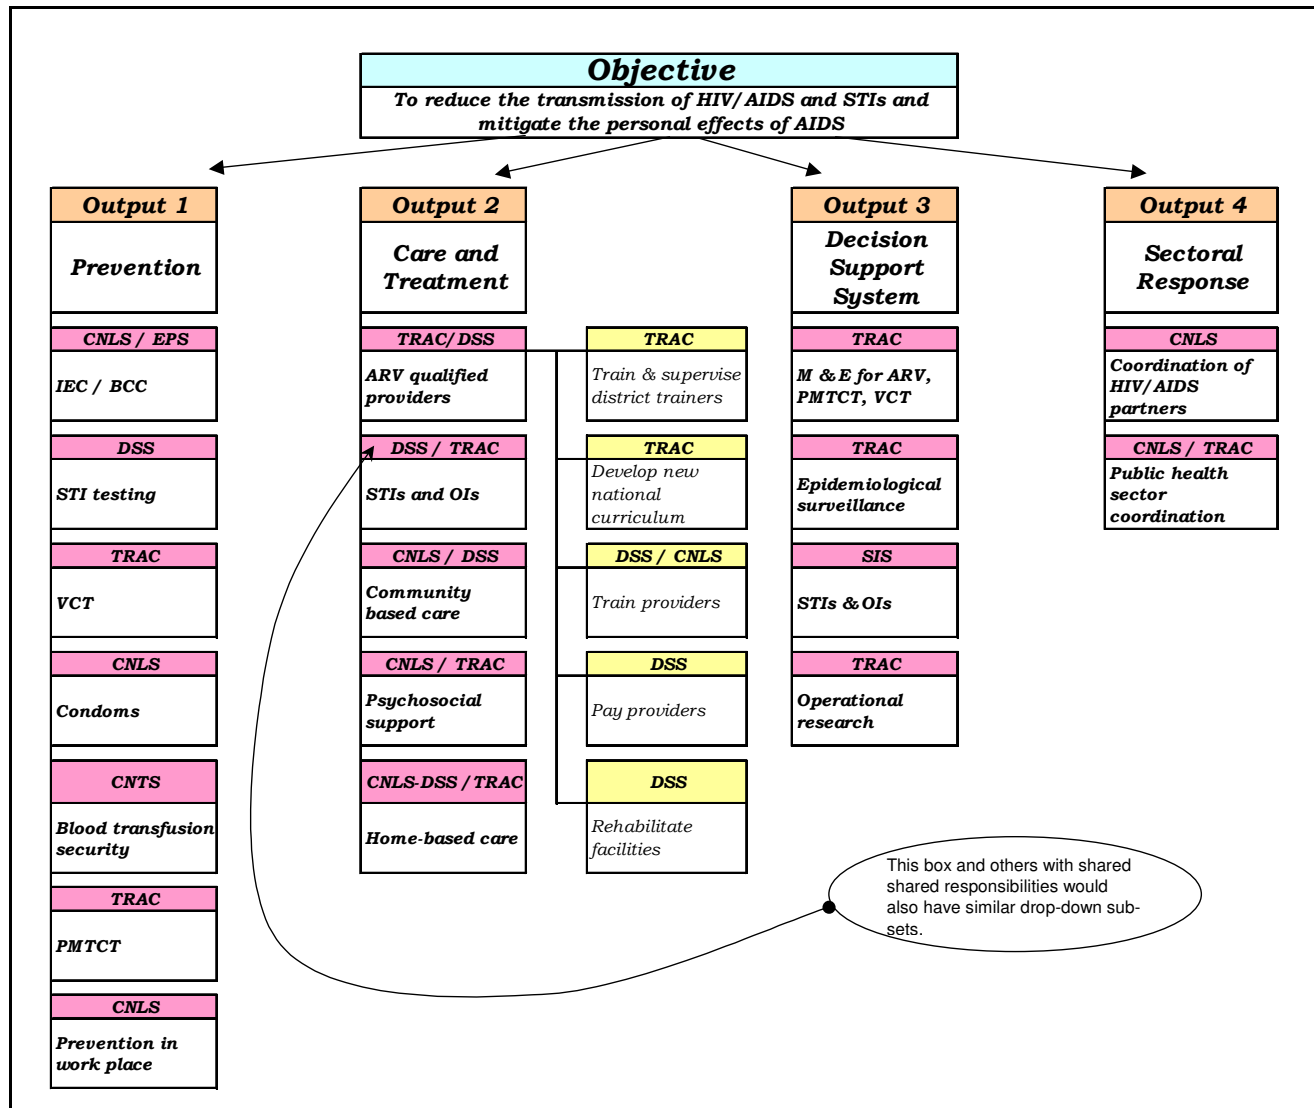 Objective
To reduce the transmission of HIV/AIDS and STIs and
mitigate the personal effects of AIDS
Output 1
Prevention
CNLS / EPS
IEC / BCC
DSS
STI testing
TRAC
VCT
CNLS
Condoms
CNTS
Blood transfusion
security
TRAC
PMTCT
CNLS
Prevention in
work place
Output 2
Care and
Treatment
TRAC/DSS
ARV qualified
providers
DSS / TRAC
STIs and OIs
CNLS / DSS
Community
based care
CNLS / TRAC
Psychosocial
support
CNLS-DSS / TRAC
Home-based care
TRAC
Train & supervise
district trainers
TRAC
Develop new
national
curriculum
DSS / CNLS
Train providers
DSS
Pay providers
DSS
Rehabilitate
facilities
Output 3
Decision
Support
System
TRAC
M & E for ARV,
PMTCT, VCT
TRAC
Epidemiological
surveillance
SIS
STIs & OIs
TRAC
Operational
research
Output 4
Sectoral
Response
CNLS
Coordination of
HIV/AIDS
partners
CNLS / TRAC
Public health
sector
coordination
This box and others with shared
shared responsibilities would
also have similar drop-down sub-
sets.